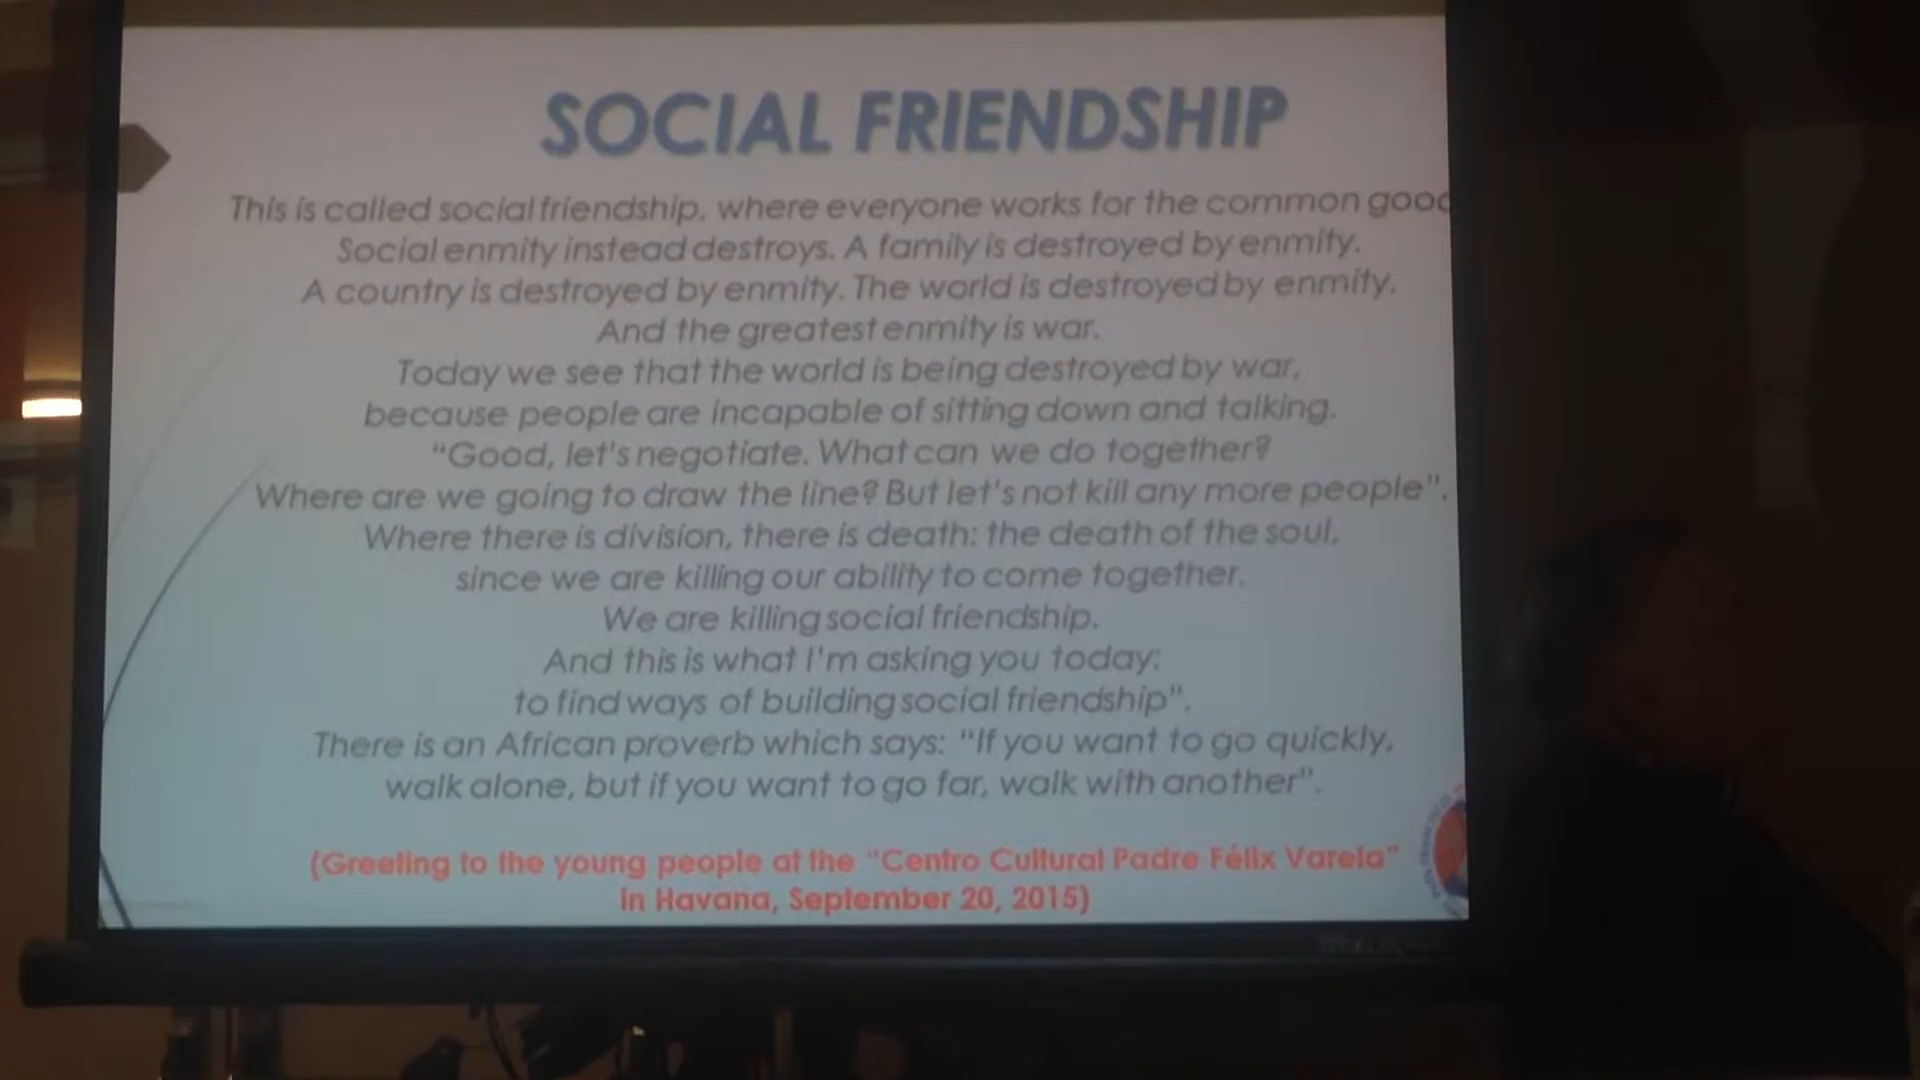 SOCIAL FRIENDSHIP
This is called social friendship, where everyone works for the common good
Social enmity instead destroys. A family is destroyed by enmity.
A country is destroyed by enmity. The world is destroyed by enmity.
And the greatest enmity is war.
Today we see that the world is being destroyed by war,
because people are incapable of sitting down and talking.
“Good, let's negotiate. What can we do together?
Where are we going to draw the line? But let's not kill any more people".
Where there is division, there is death: the death of the soul,
since we are killing our ability to come together.
We are killing social friendship.
And this is what I'm asking you today:
to find ways of building social friendship".
There is an African proverb which says: “If you want to go quickly,
walk alone, but if you want to go far, walk with another".
(Greeting to the young people at the “Centro Cultural Padre Félix Varela”
in Havana, September 20, 2015)